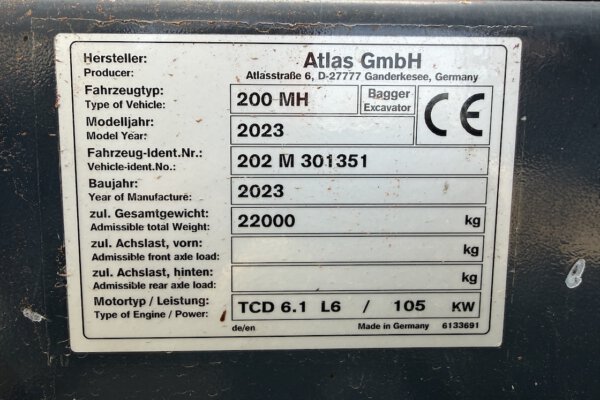 Hersteller: Atlas GmbH
Producer: Atlasstraße 6, D-27777 Ganderkesee, Germany
Fahrzeugtyp: 200 MH Bagger
Type of Vehicle: Excavator
CE
Modelljahr: 2023
Model Year:
Fahrzeug-Ident.Nr.: 202 M 301351
Vehicle-ident.No.:
Baujahr: 2023
Year of Manufacture:
zul. Gesamtgewicht: 22000 kg
Admissible total Weight:
zul. Achslast, vorn: kg
Admissible front axle load:
zul. Achslast, hinten: kg
Admissible rear axle load:
Motortyp / Leistung: TCD 6.1 L6 / 105 KW
Type of Engine / Power:
de/en Made in Germany 6133691